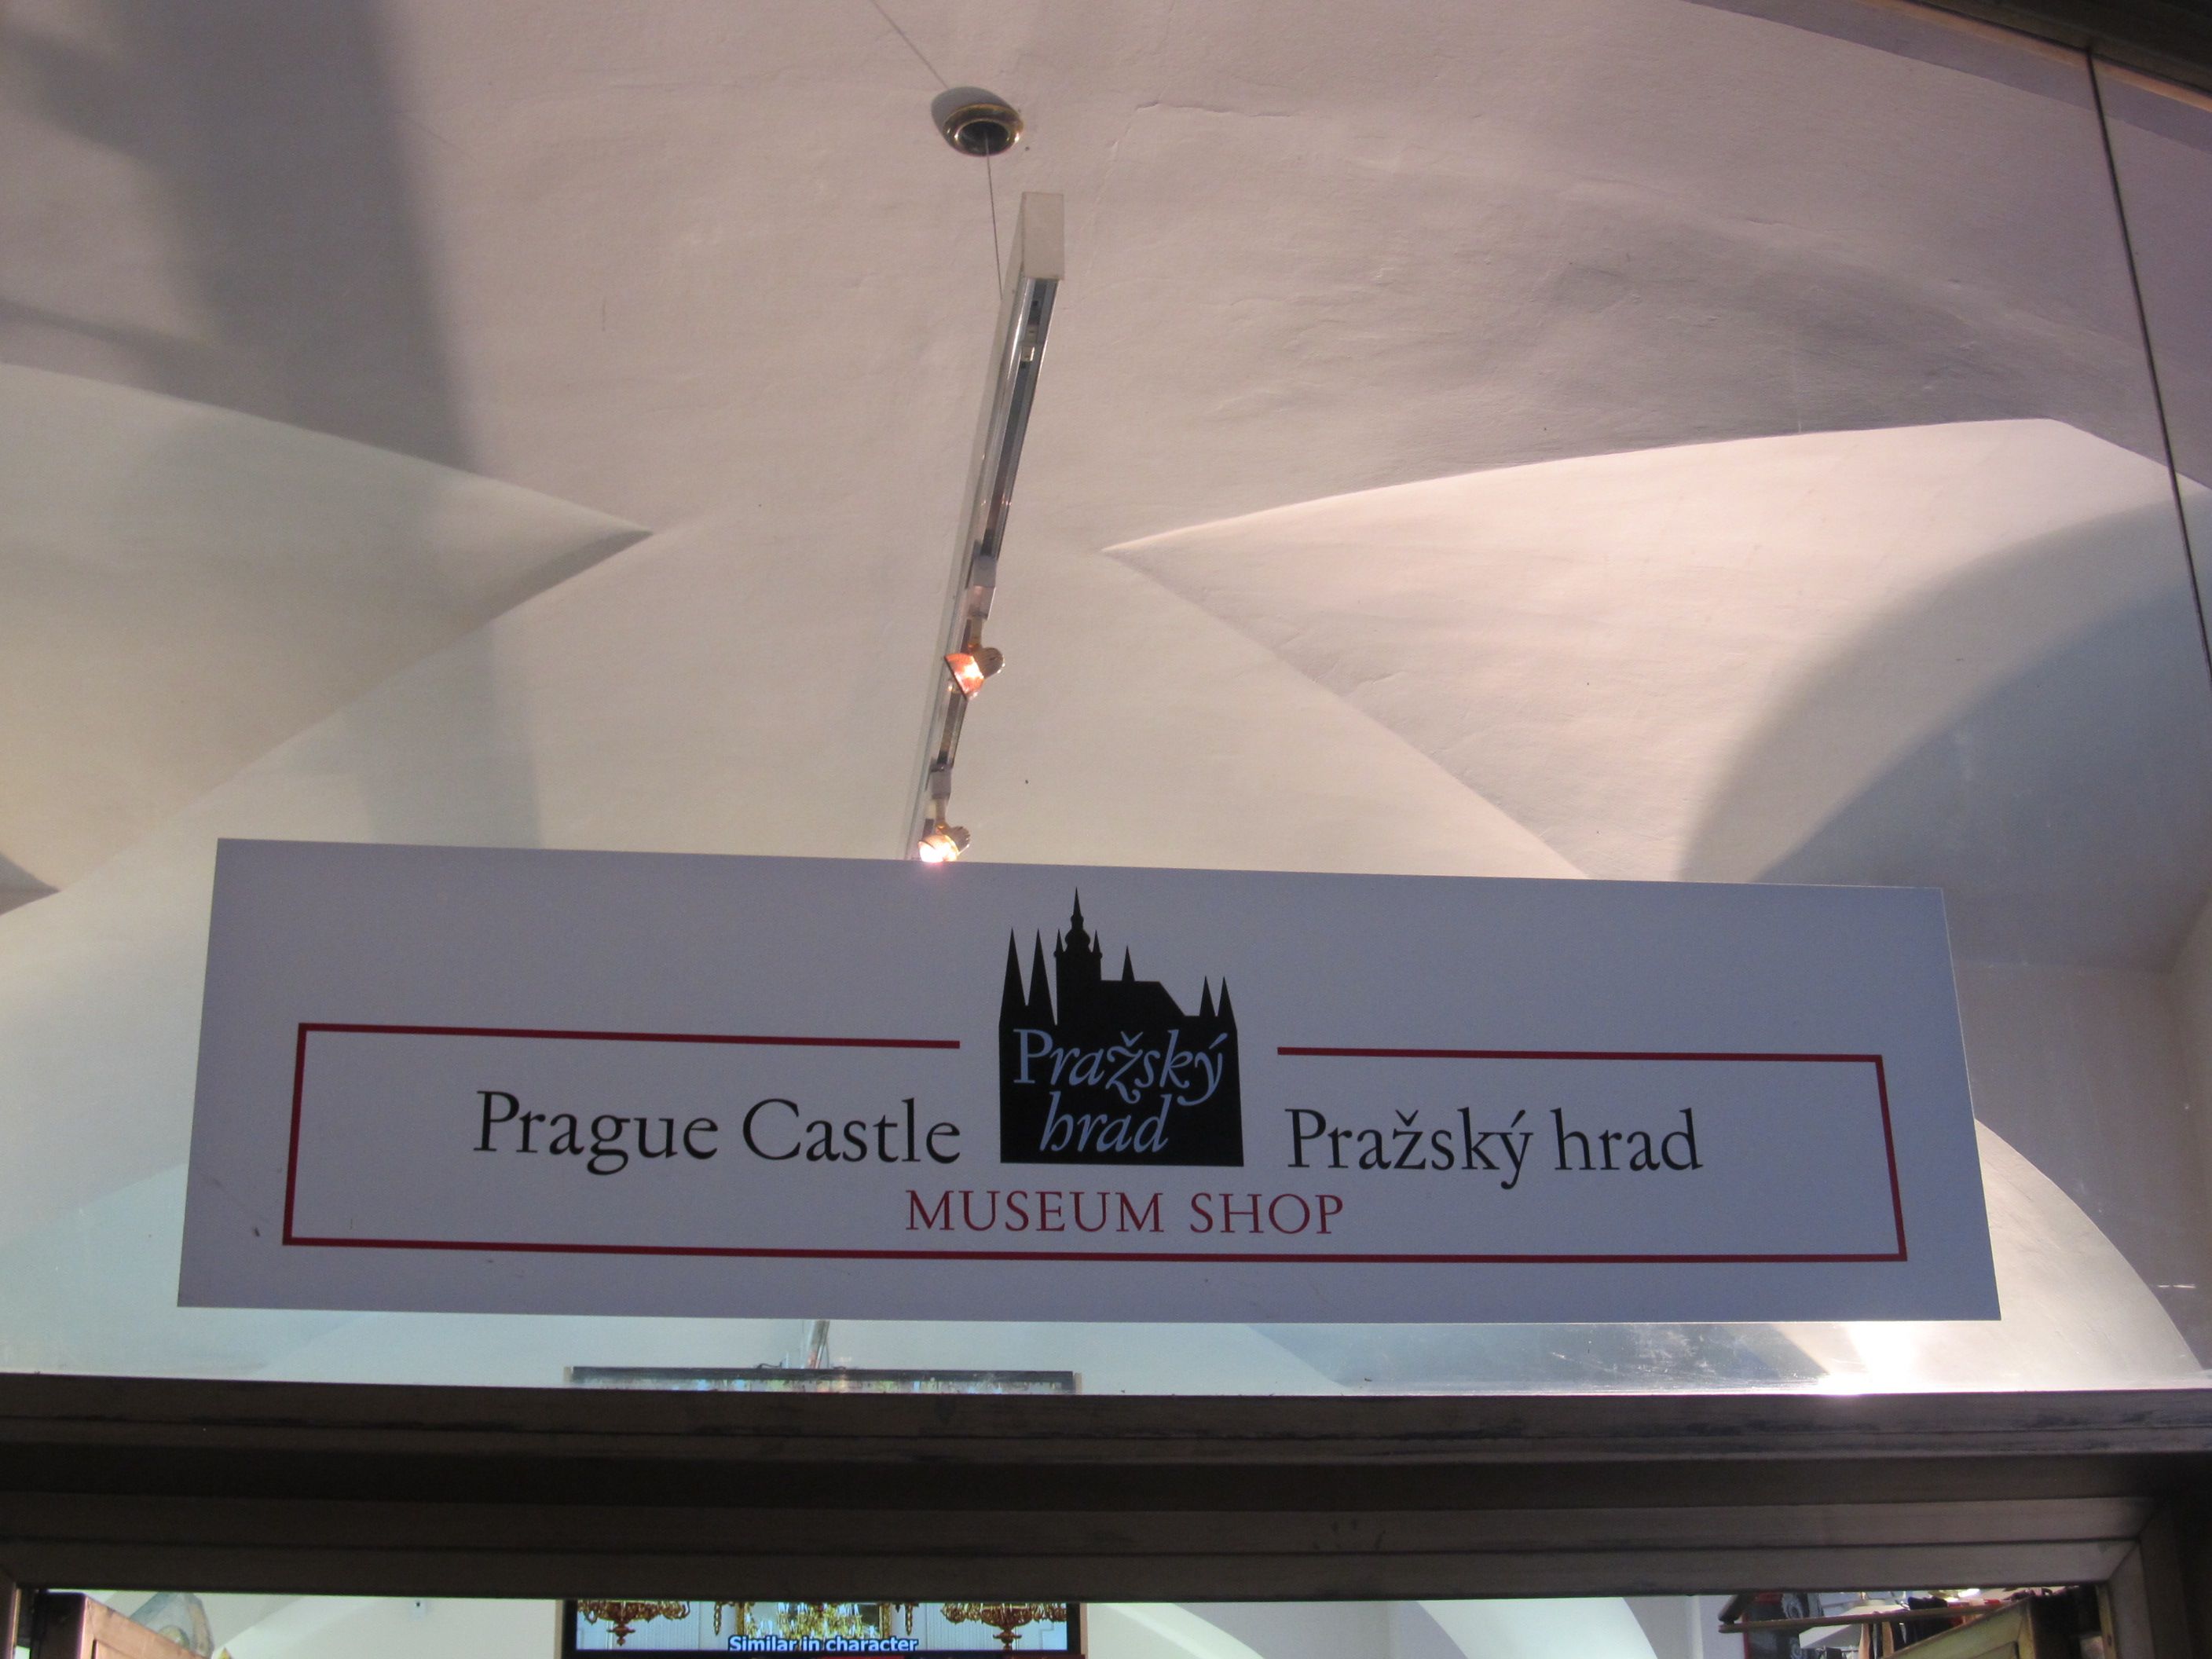 Pražský
hrad
Prague Castle
Pražský hrad
MUSEUM SHOP
Similar in character